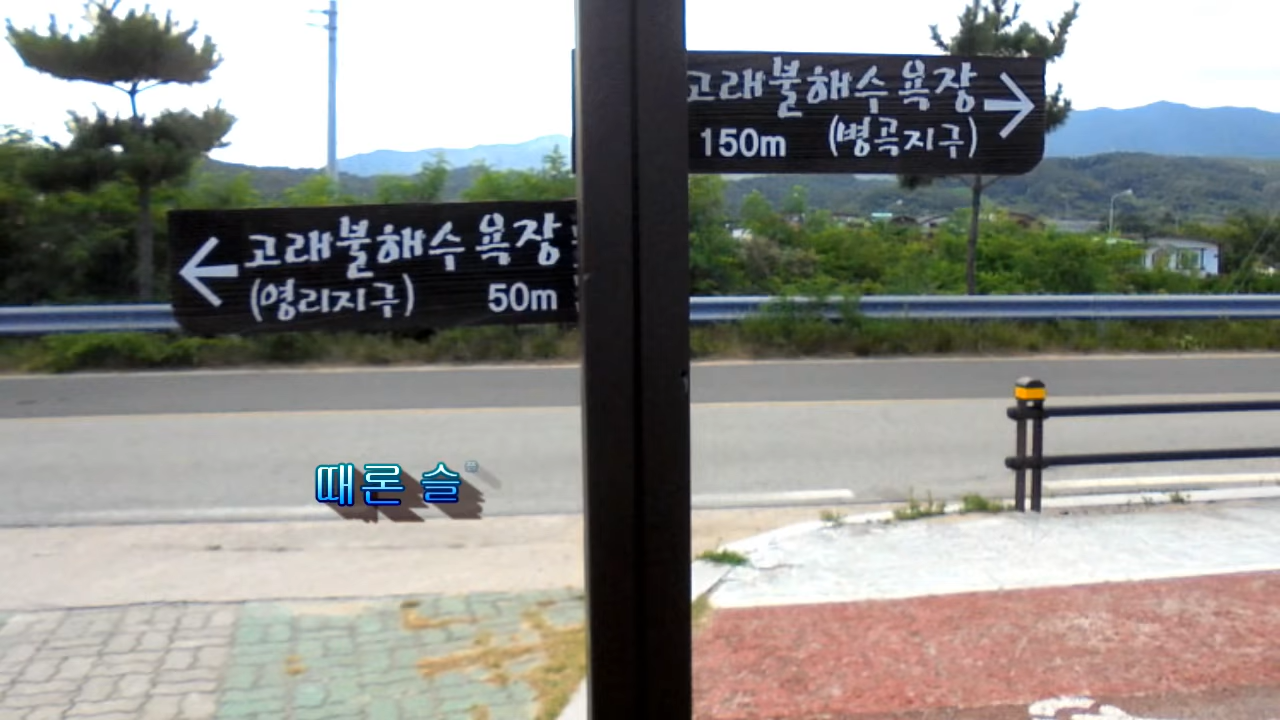 고래불해수욕장
150m (병곡지구)
고래불해수욕장
(영리지구) 50m
때론 슬